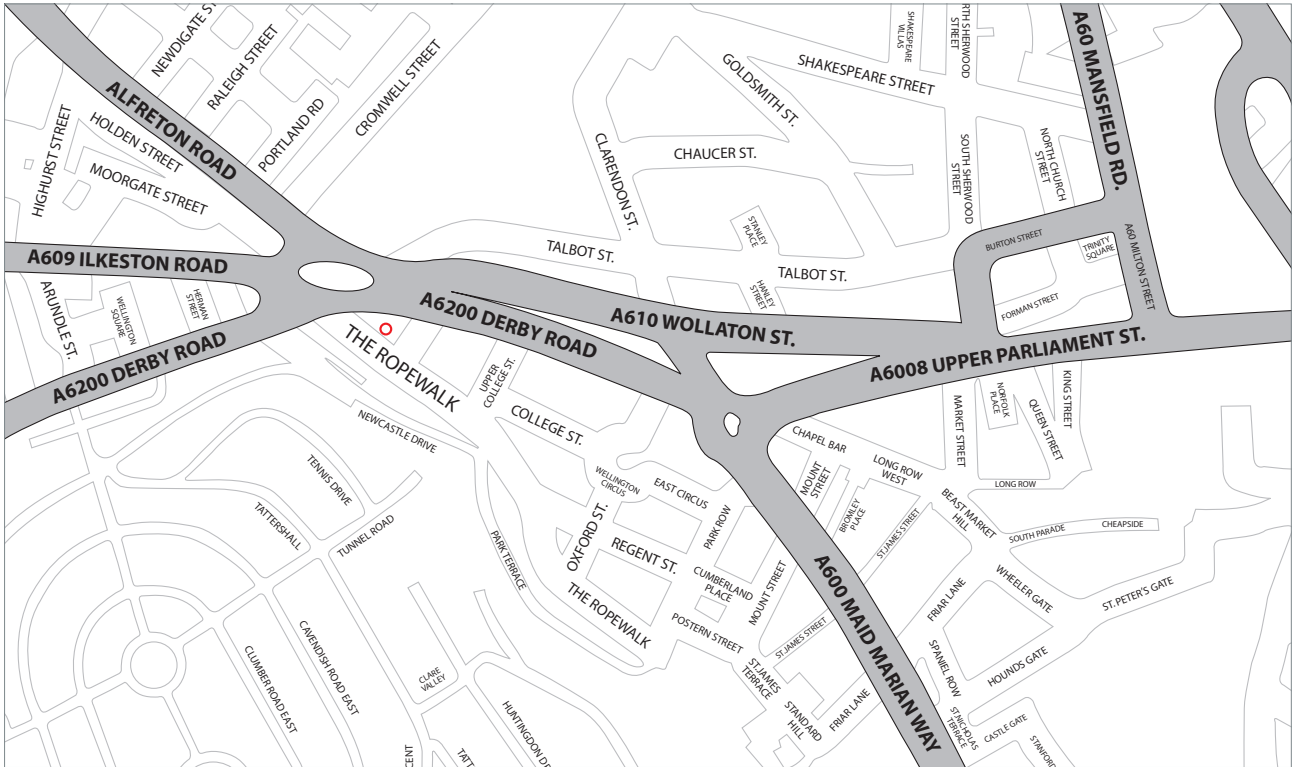 NEWDIGATE ST
RALEIGH STREET
PORTLAND RD
CROMWELL STREET
ALFRETON ROAD
HIGHURST STREET
HOLDEN STREET
MOORGATE STREET
SHAKESPEARE
VILLAS
RTH SHERWOOD
STREET
A60 MANSFIELD RD.
GOLDSMITH ST.
SHAKESPEARE STREET
CHAUCER ST.
CLARENDON ST.
SOUTH SHERWOOD
STREET
NORTH CHURCH
STREET
STANLEY
PLACE
TALBOT ST.
TALBOT ST.
HANLEY
STREET
BURTON STREET
TRINITY
SQUARE
A60 MILTON STREET
FORMAN STREET
A609 ILKESTON ROAD
ARUNDLE ST.
WELLINGTON
SQUARE
HERMAN
STREET
A6200 DERBY ROAD
A6200 DERBY ROAD
A610 WOLLATON ST.
A6008 UPPER PARLIAMENT ST.
THE ROPEWALK
UPPER
COLLEGE ST.
COLLEGE ST.
NEWCASTLE DRIVE
MARKET STREET
NORFOLK
PLACE
QUEEN STREET
KING STREET
CHAPEL BAR
LONG ROW
WEST
LONG ROW
MOUNT
STREET
BROMLEY
PLACE
ST.JAMES STREET
BEAST MARKET
HILL
SOUTH PARADE
CHEAPSIDE
TENNIS DRIVE
TATTERSHALL
TUNNEL ROAD
WELLINGTON
CIRCUS
EAST CIRCUS
PARK ROW
OXFORD ST.
REGENT ST.
CUMBERLAND
PLACE
MOUNT STREET
PARK TERRACE
THE ROPEWALK
POSTERN STREET
ST.JAMES STREET
ST.JAMES
TERRACE
STANDARD
HILL
FRIAR LANE
A600 MAID MARIAN WAY
FRIAR LANE
WHEELER GATE
ST.PETER'S GATE
SPANIEL ROW
HOUNDS GATE
ST.NICHOLAS
TERRACE
CASTLE GATE
STANFORD
CAVENDISH ROAD EAST
CLUMBER ROAD EAST
CLARE
VALLEY
HUNTINGDON DR
CENT
TATT